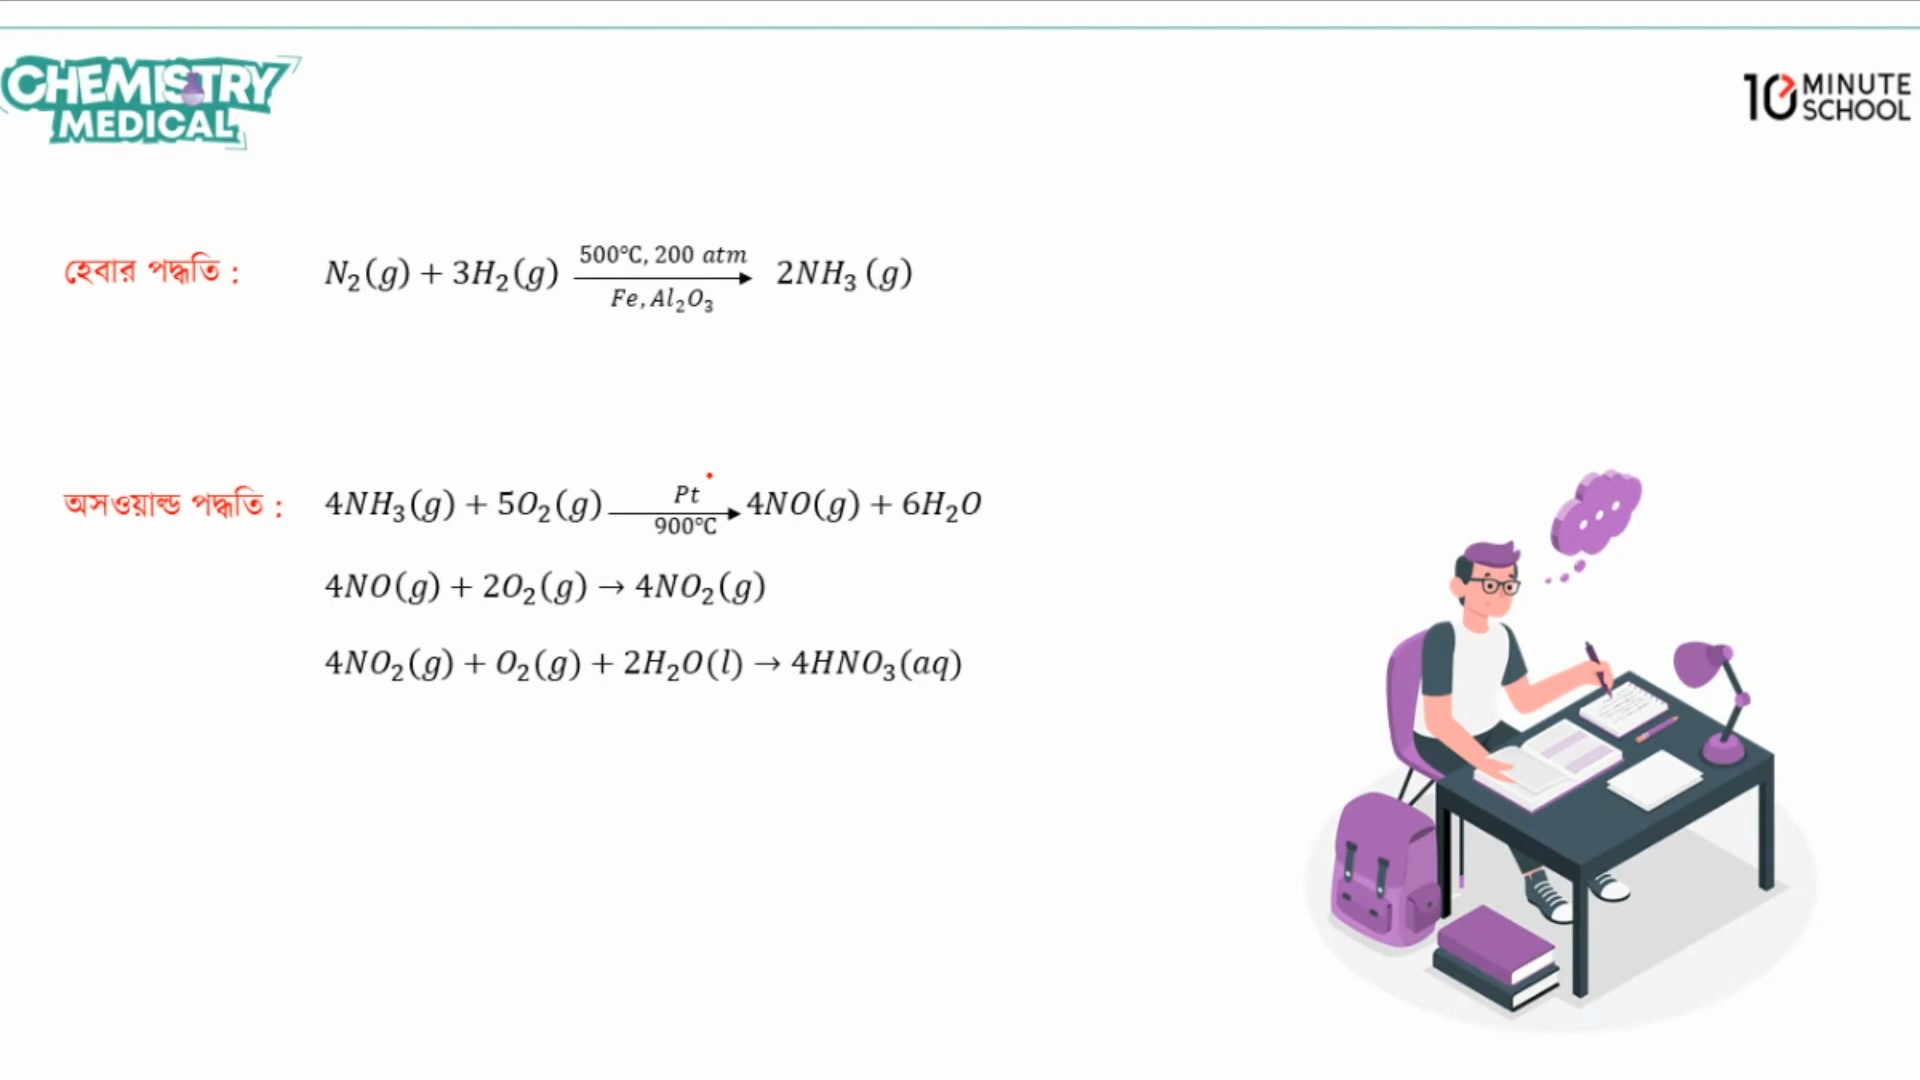 CHEMISTRY
MEDICAL
10 MINUTE
SCHOOL
হেবার পদ্ধতি : N₂(g) + 3H₂(g) 500°C, 200 atm → Fe, Al₂O₃ 2NH₃ (g)
অসওয়াল্ড পদ্ধতি : 4NH₃(g) + 5O₂(g) Pt → 900°C 4NO(g) + 6H₂O
4NO(g) + 2O₂(g) → 4NO₂(g)
4NO₂(g) + O₂(g) + 2H₂O(l) → 4HNO₃(aq)